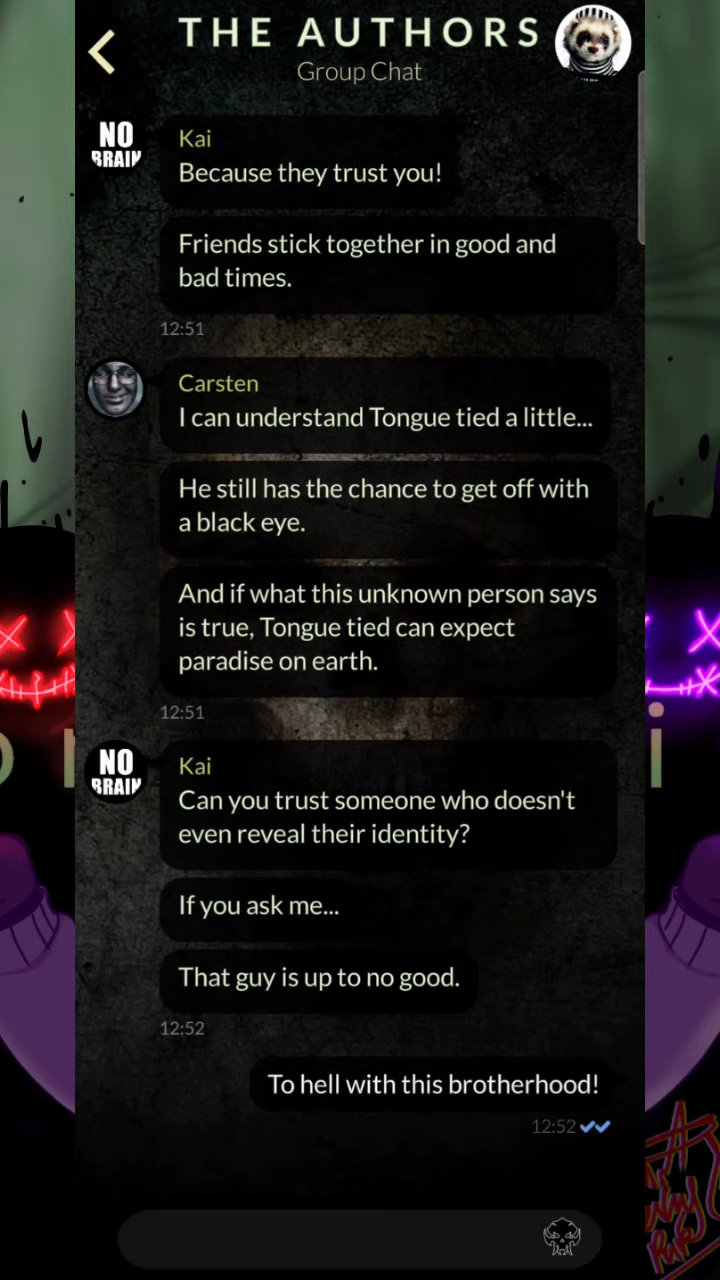 THE AUTHORS
Group Chat
NO
BRAIN
Kai
Because they trust you!
Friends stick together in good and
bad times.
12:51
Carsten
I can understand Tongue tied a little...
He still has the chance to get off with
a black eye.
And if what this unknown person says
is true, Tongue tied can expect
paradise on earth.
12:51
NO
BRAIN
Kai
Can you trust someone who doesn't
even reveal their identity?
If you ask me...
That guy is up to no good.
12:52
To hell with this brotherhood!
12:52